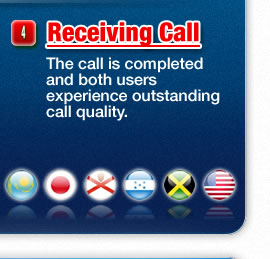 4 Receiving Call
The call is completed
and both users
experience outstanding
call quality.